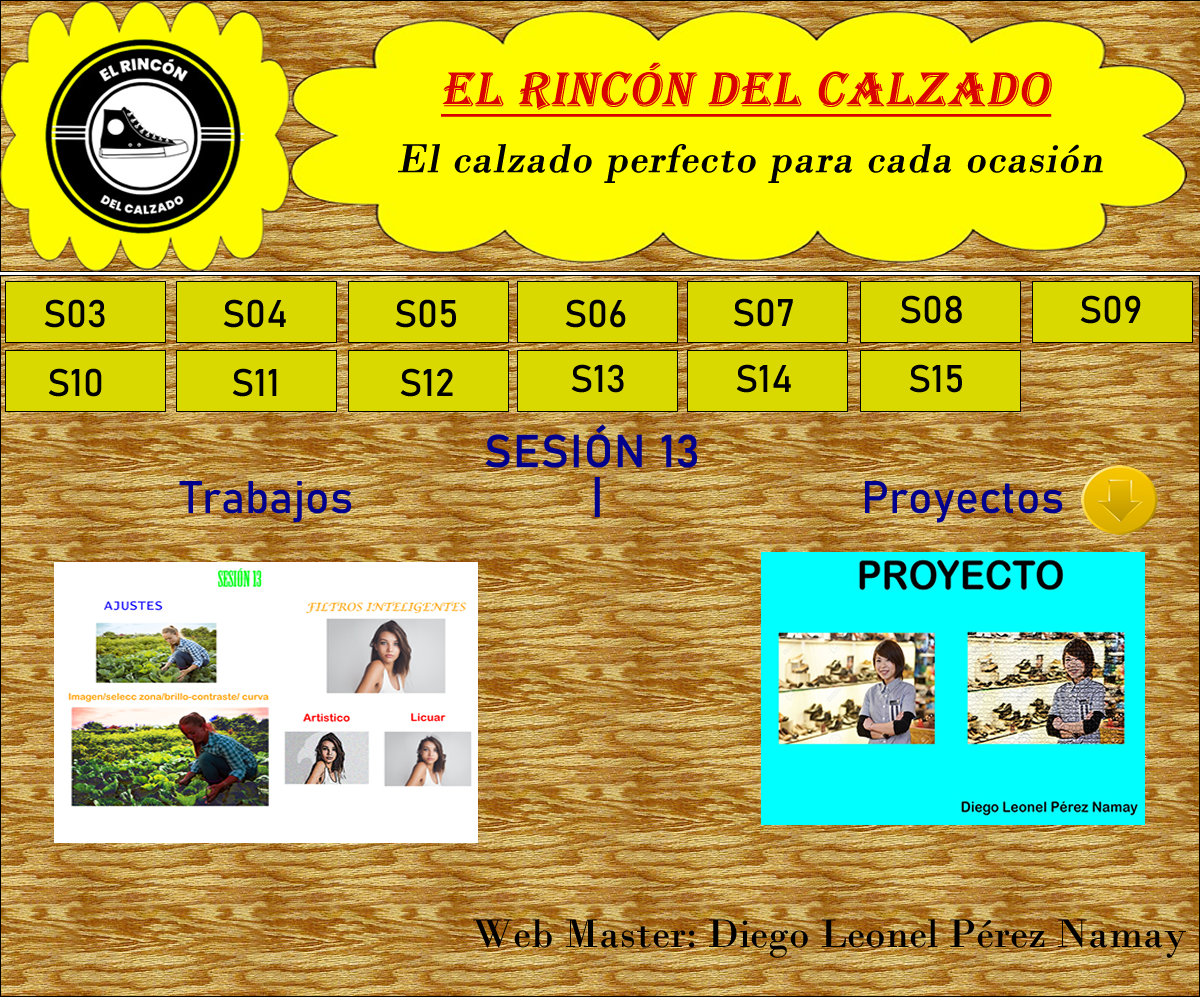 EL RINCÓN
DEL CALZADO
EL RINCÓN DEL CALZADO
El calzado perfecto para cada ocasión
S03 S04 S05 S06 S07 S08 S09
S10 S11 S12 S13 S14 S15
SESIÓN 13
Trabajos | Proyectos
SESIÓN 13
AJUSTES
FILTROS INTELIGENTES
Imagen/selecc zona/brillo-contraste/ curva
Artistico
Licuar
PROYECTO
Diego Leonel Pérez Namay
Web Master: Diego Leonel Pérez Namay